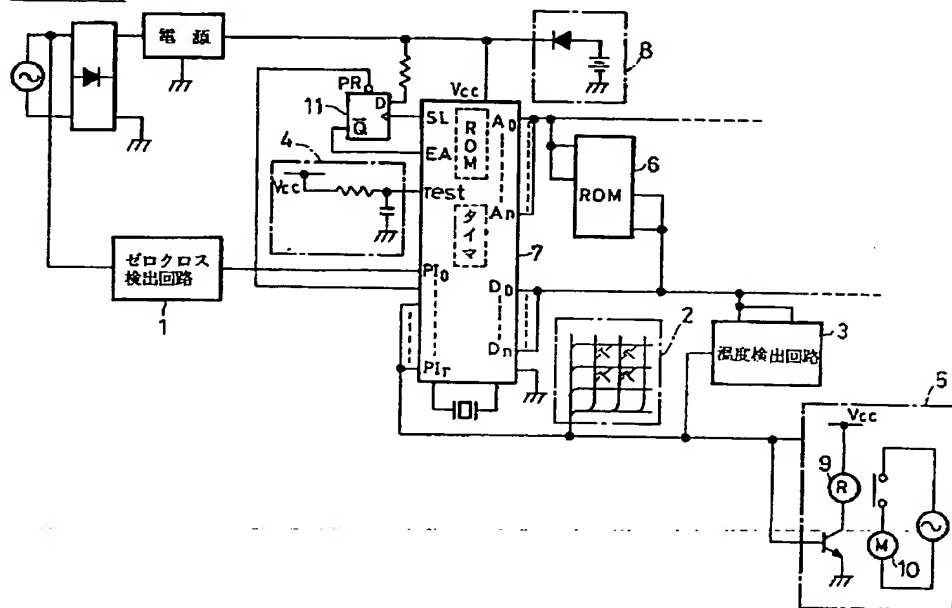 電源
8
PR
D
11
Q̅
Vcc
SL
ROM
A0
EA
4
Vcc
Test
An
6
ROM
タイマ
7
ゼロクロス
検出回路
1
PI0
D0
2
Dn
3
温度検出回路
PIr
5
Vcc
9
R
M
10